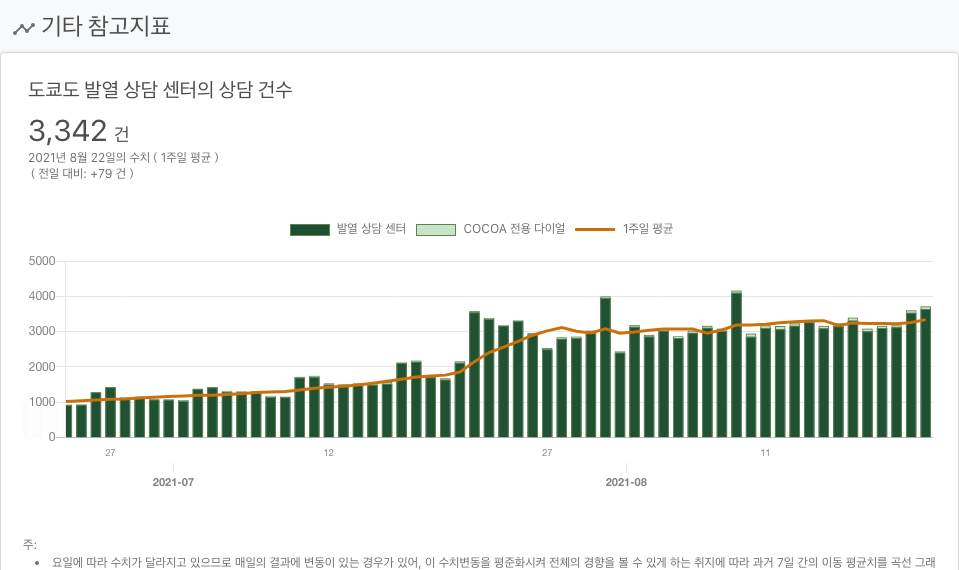 기타 참고지표
도쿄도 발열 상담 센터의 상담 건수
3,342 건
2021년 8월 22일의 수치 ( 1주일 평균 )
( 전일 대비: +79 건 )
발열 상담 센터 COCOA 전용 다이얼 1주일 평균
5000
4000
3000
2000
1000
0
27 12 27 11
2021-07 2021-08
주:
• 요일에 따라 수치가 달라지고 있으므로 매일의 결과에 변동이 있는 경우가 있어, 이 수치변동을 평준화시켜 전체의 경향을 볼 수 있게 하는 취지에 따라 과거 7일 간의 이동 평균치를 곡선 그래